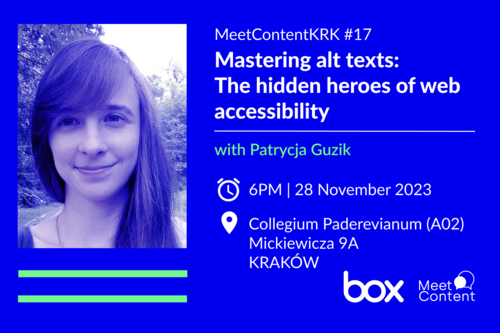 MeetContentKRK #17
Mastering alt texts:
The hidden heroes of web
accessibility
with Patrycja Guzik
6PM | 28 November 2023
Collegium Paderevianum (A02)
Mickiewicza 9A
KRAKÓW
box
Meet
Content